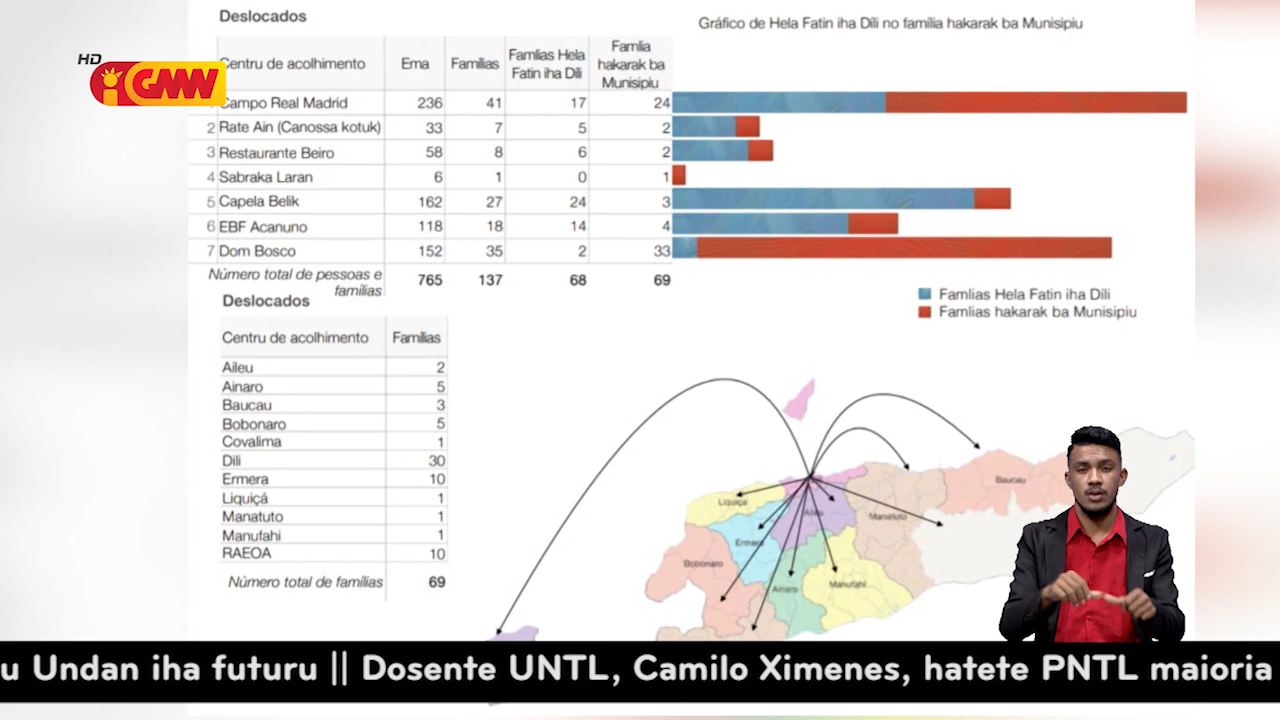 Deslocados
Gráfico de Hela Fatin iha Díli no família hakarak ba Munisipiu
HD
GMN
Centru de acolhimento Ema Famílias Famlias Hela Fatin iha Díli Famlia hakarak ba Munisipiu
Campo Real Madrid 236 41 17 24
2 Rate Ain (Canossa kotuk) 33 7 5 2
3 Restaurante Beiro 58 8 6 2
4 Sabraka Laran 6 1 0 1
5 Capela Belik 162 27 24 3
6 EBF Acanuno 118 18 14 4
7 Dom Bosco 152 35 2 33
Número total de pessoas e famílias 765 137 68 69
Famlias Hela Fatin iha Díli
Famlias hakarak ba Munisipiu
Deslocados
Centru de acolhimento Famílias
Aileu 2
Ainaro 5
Baucau 3
Bobonaro 5
Covalima 1
Dili 30
Ermera 10
Liquiçá 1
Manatuto 1
Manufahi 1
RAEOA 10
Número total de famílias 69
Baucau
Liquiça
Aileu
Manatuto
Ermera
Bobonaro
Ainaro
Manufahi
u Undan iha futuru || Dosente UNTL, Camilo Ximenes, hatete PNTL maioria